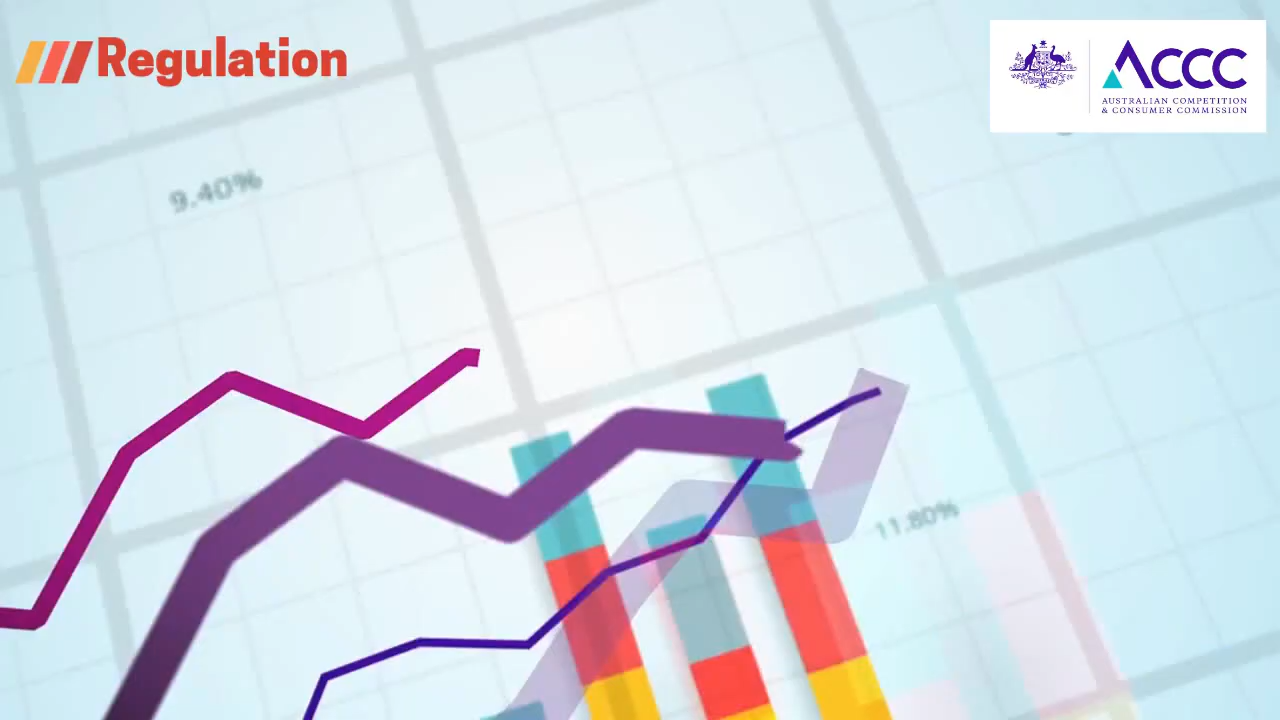 Regulation
ACCC
AUSTRALIAN COMPETITION
& CONSUMER COMMISSION
9.40%
11.80%